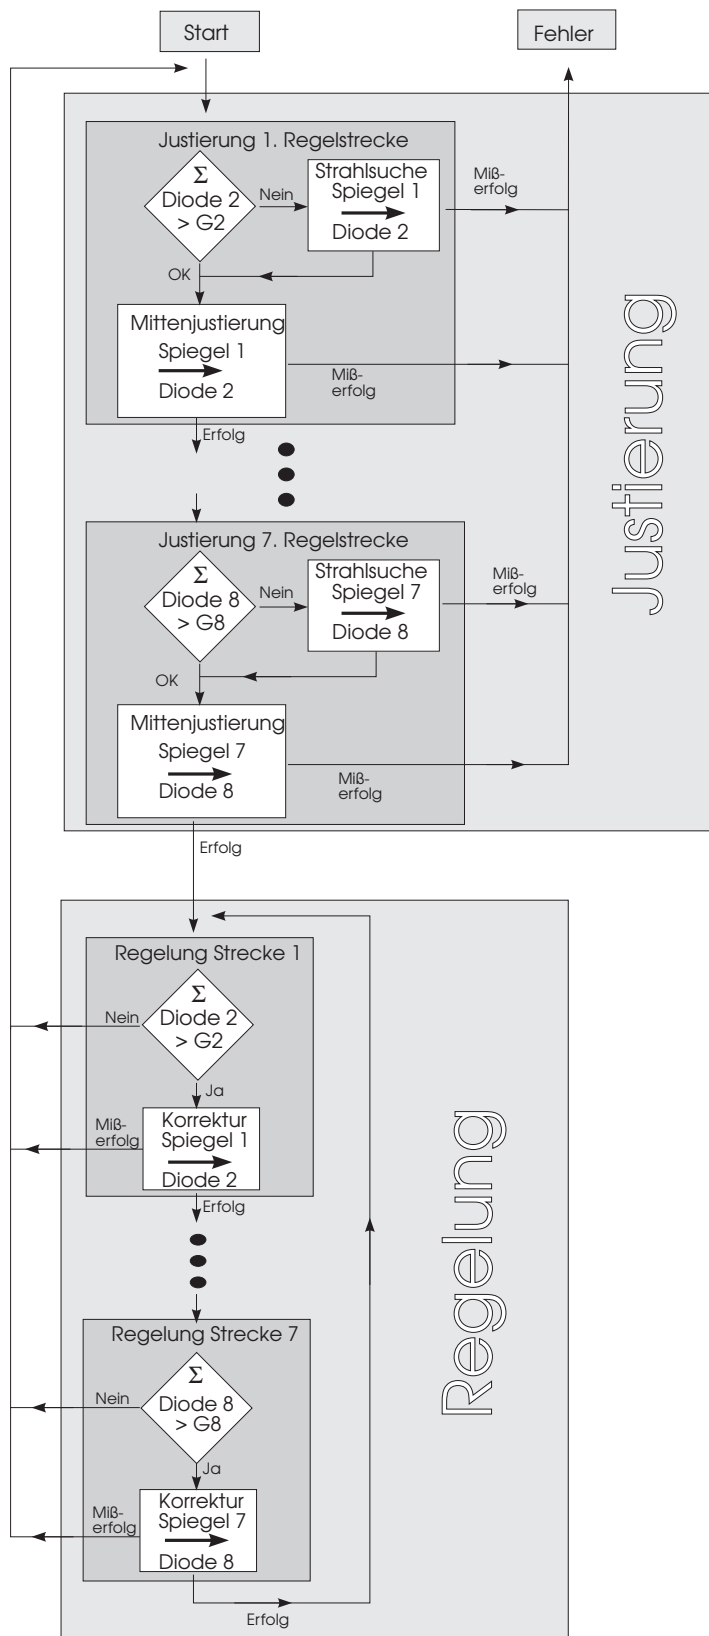 Start
Fehler
Justierung 1. Regelstrecke
Σ
Diode 2
> G2
Nein
Strahlsuche
Spiegel 1
Diode 2
Miß-
erfolg
OK
Mittenjustierung
Spiegel 1
Diode 2
Miß-
erfolg
Erfolg
Justierung 7. Regelstrecke
Σ
Diode 8
> G8
Nein
Strahlsuche
Spiegel 7
Diode 8
Miß-
erfolg
OK
Mittenjustierung
Spiegel 7
Diode 8
Miß-
erfolg
Justierung
Erfolg
Regelung Strecke 1
Σ
Diode 2
> G2
Nein
Ja
Korrektur
Spiegel 1
Diode 2
Miß-
erfolg
Erfolg
Regelung Strecke 7
Σ
Diode 8
> G8
Nein
Ja
Korrektur
Spiegel 7
Diode 8
Miß-
erfolg
Erfolg
Regelung